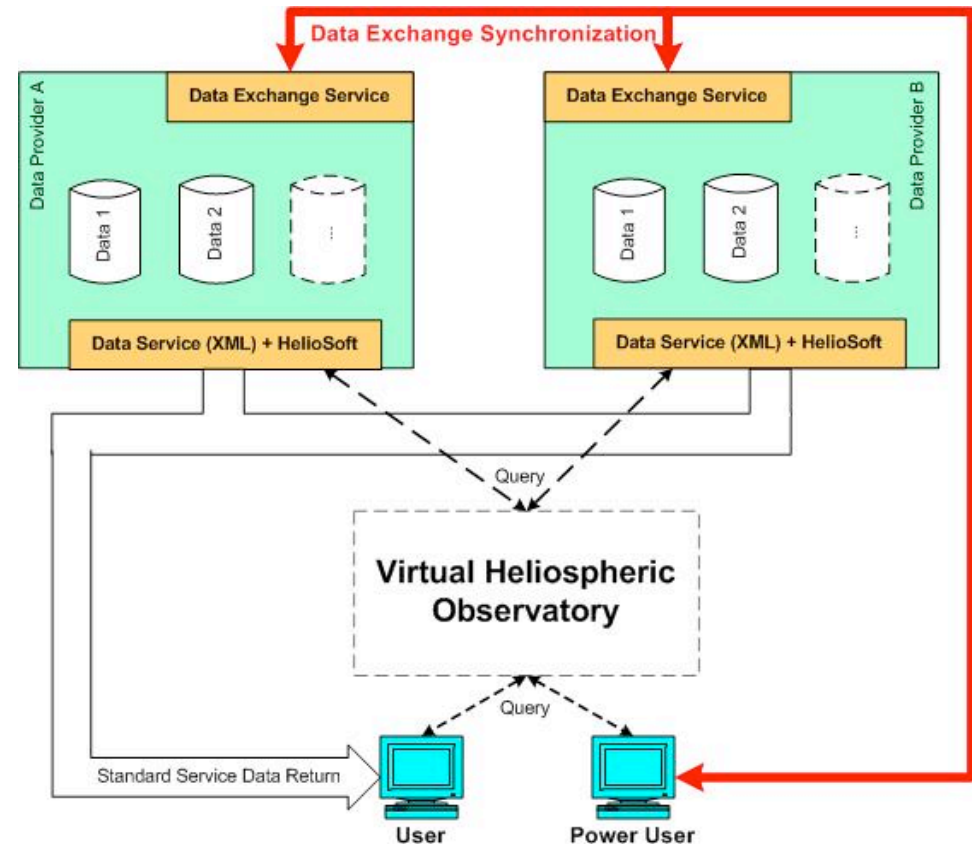 Data Exchange Synchronization
Data Provider A
Data Exchange Service
Data 1
Data 2
...
Data Service (XML) + HelioSoft
Data Exchange Service
Data Provider B
Data 1
Data 2
...
Data Service (XML) + HelioSoft
Query
Virtual Heliospheric
Observatory
Query
Standard Service Data Return
User
Power User